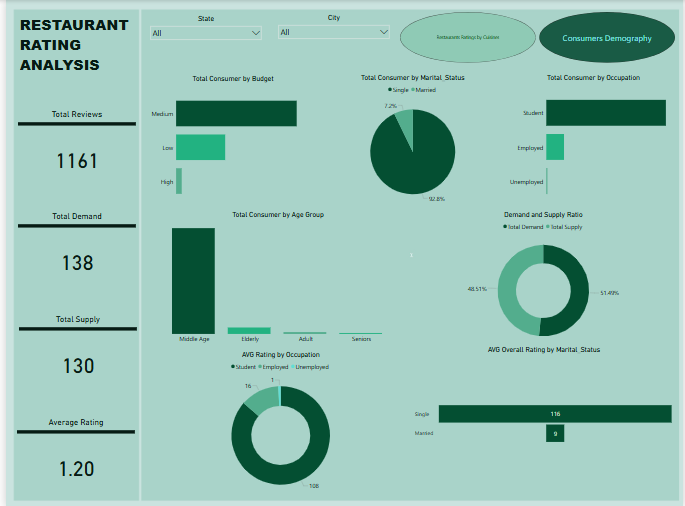 RESTAURANT
RATING
ANALYSIS
State
All
City
All
Restaurant Ratings by Cuisine
Consumers Demography
Total Reviews
1161
Total Demand
138
Total Supply
130
Average Rating
1.20
Total Consumer by Budget
Medium
Low
High
Total Consumer by Marital_Status
Single Married
7.2%
92.8%
Total Consumer by Occupation
Student
Employed
Unemployed
Total Consumer by Age Group
Middle Age Elderly Adult Seniors
Demand and Supply Ratio
Total Demand Total Supply
48.51%
51.49%
AVG Rating by Occupation
Student Employed Unemployed
1
16
108
AVG Overall Rating by Marital_Status
Single 116
Married 9